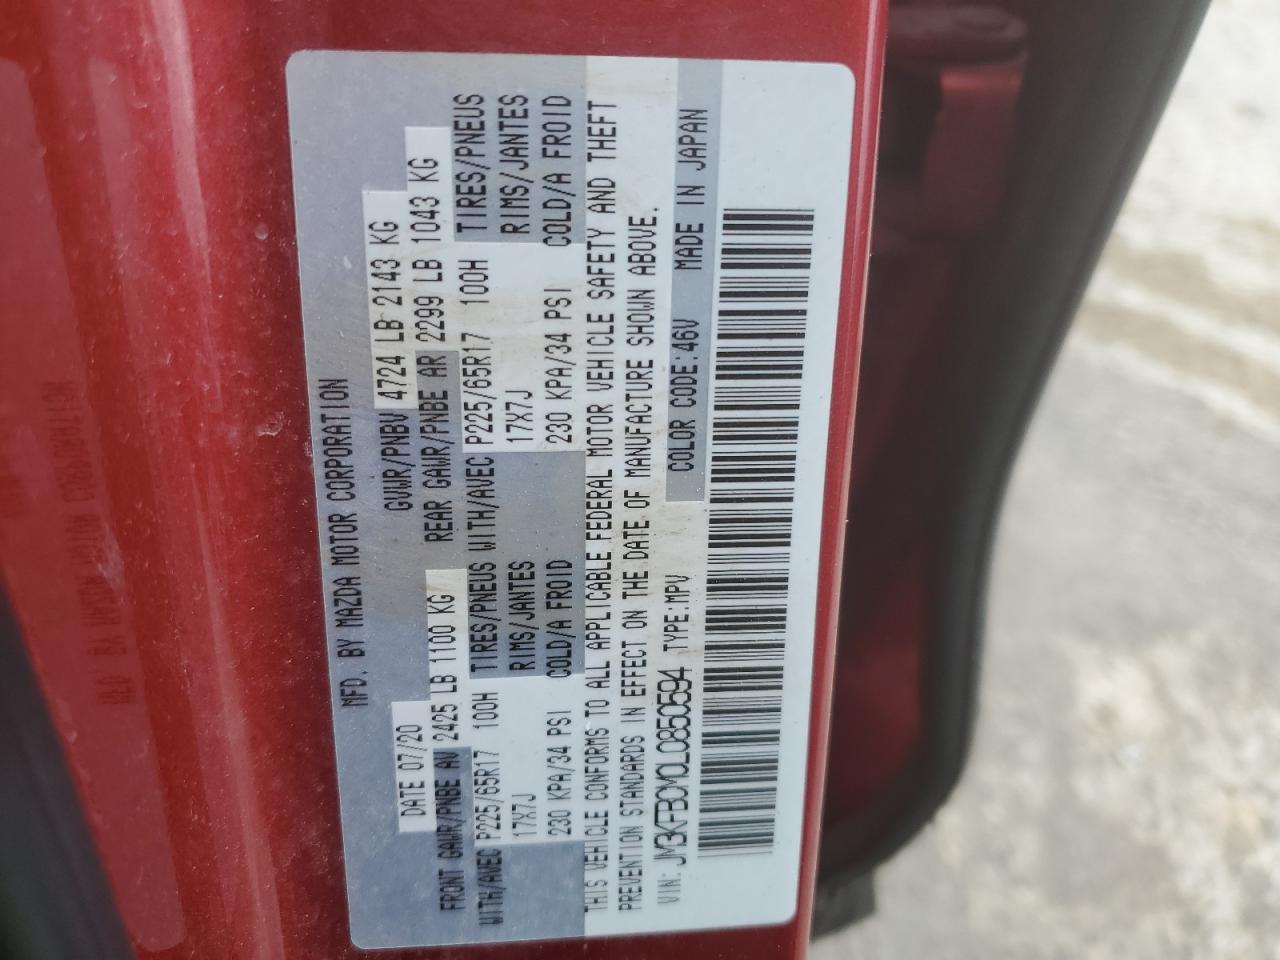 MFD. BY MAZDA MOTOR CORPORATION
DATE 07/20 GVWR/PNBV 4724 LB 2143 KG
FRONT GAWR/PNBE AV 2425 LB 1100 KG REAR GAWR/PNBE AR 2299 LB 1043 KG
WITH/AVEC P225/65R17 100H TIRES/PNEUS WITH/AVEC P225/65R17 100H TIRES/PNEUS
17X7J RIMS/JANTES 17X7J RIMS/JANTES
230 KPA/34 PSI COLD/A FROID 230 KPA/34 PSI COLD/A FROID
THIS VEHICLE CONFORMS TO ALL APPLICABLE FEDERAL MOTOR VEHICLE SAFETY AND THEFT
PREVENTION STANDARDS IN EFFECT ON THE DATE OF MANUFACTURE SHOWN ABOVE.
VIN: JM3KFBCM0L0850594 TYPE:MPV COLOR CODE:46V MADE IN JAPAN